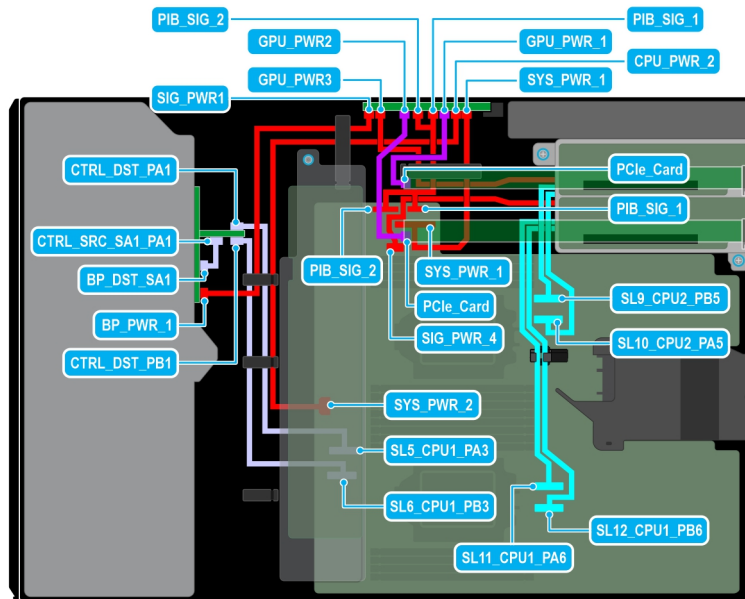 PIB_SIG_2
PIB_SIG_1
GPU_PWR2
GPU_PWR_1
CPU_PWR_2
GPU_PWR3
SYS_PWR_1
SIG_PWR1
CTRL_DST_PA1
PCIe_Card
PIB_SIG_1
CTRL_SRC_SA1_PA1
PIB_SIG_2
SYS_PWR_1
BP_DST_SA1
PCIe_Card
SL9_CPU2_PB5
BP_PWR_1
SIG_PWR_4
SL10_CPU2_PA5
CTRL_DST_PB1
SYS_PWR_2
SL5_CPU1_PA3
SL6_CPU1_PB3
SL12_CPU1_PB6
SL11_CPU1_PA6